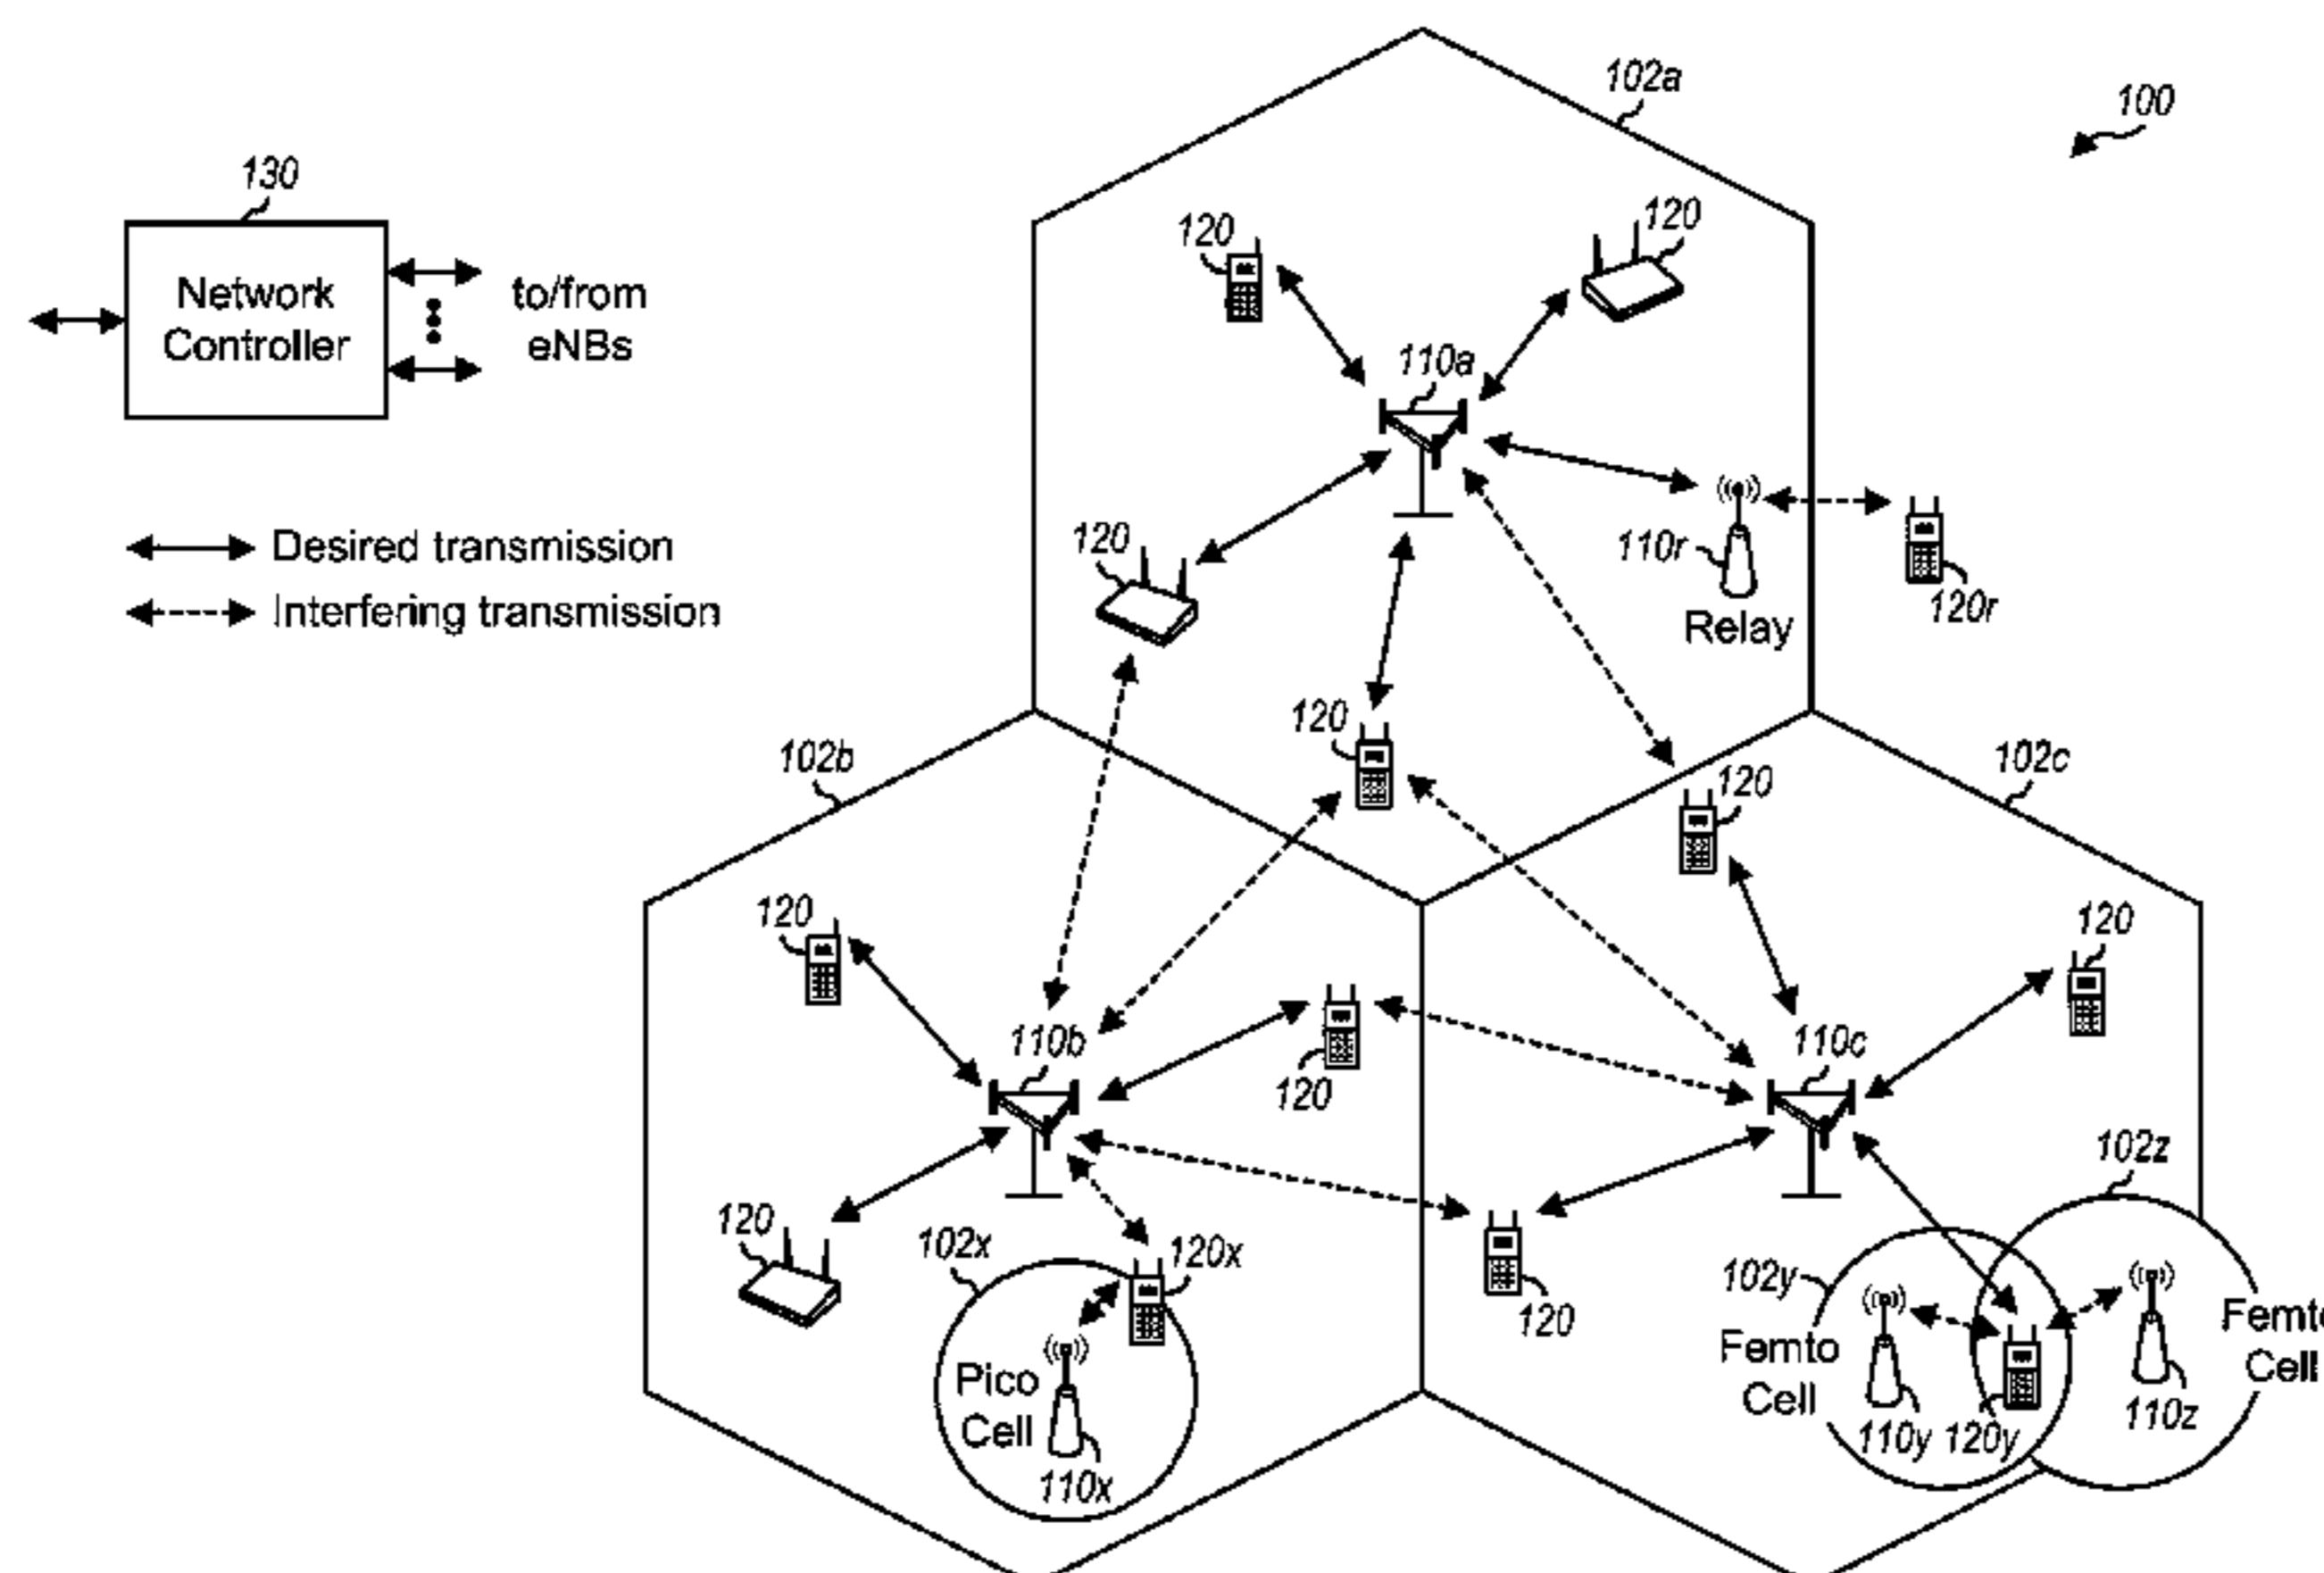 102a
100
130
120
120
Network
Controller
to/from
eNBs
110a
Desired transmission
Interfering transmission
120
110r
Relay
120r
120
102b
120
102c
120
120
110b
120
110c
120
102x
120x
102y
102z
120
Pico
Cell
110x
Femto
Cell
110y
120y
110z
Femto
Cell